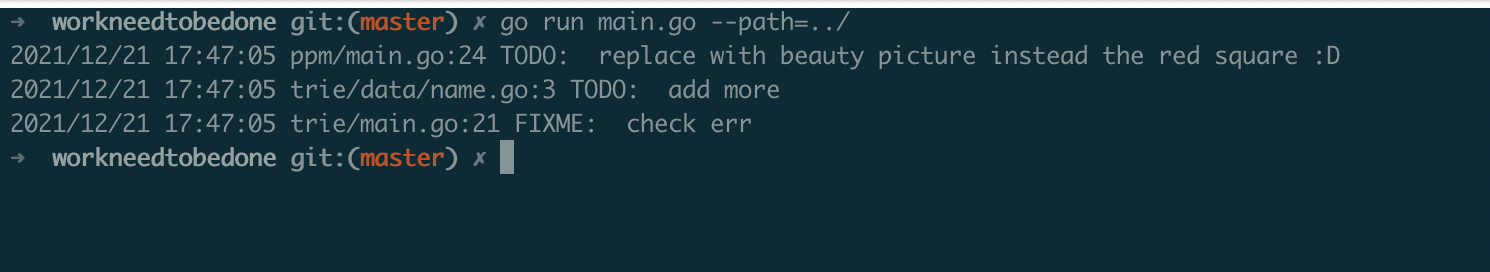 ➜ workneedtobedone git:(master) ✗ go run main.go --path=../
2021/12/21 17:47:05 ppm/main.go:24 TODO:  replace with beauty picture instead the red square :D
2021/12/21 17:47:05 trie/data/name.go:3 TODO:  add more
2021/12/21 17:47:05 trie/main.go:21 FIXME:  check err
➜ workneedtobedone git:(master) ✗